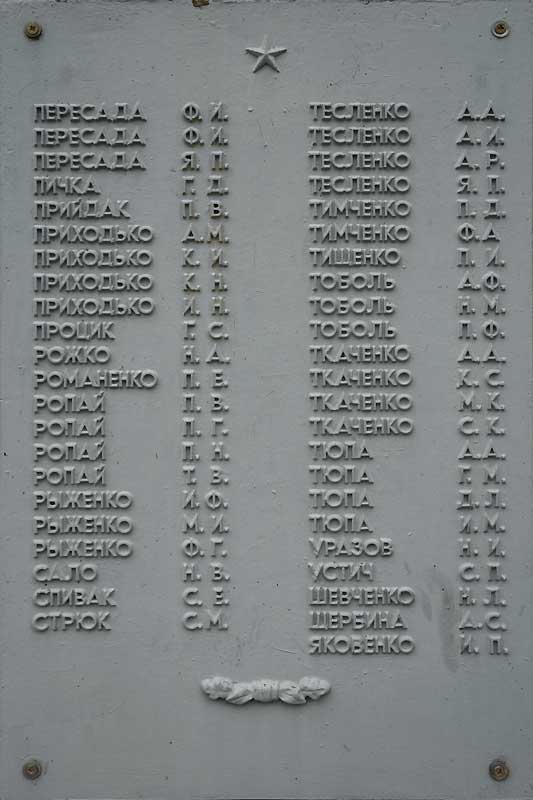 ПЕРЕСАДА Ф. И.
ПЕРЕСАДА Ф. И.
ПЕРЕСАДА Я. П.
ПИЧКА Г. Д.
ПРИЙДАК П. В.
ПРИХОДЬКО А. М.
ПРИХОДЬКО К. И.
ПРИХОДЬКО К. Н.
ПРИХОДЬКО И. Н.
ПРОЦИК Г. С.
РОЖКО Н. А.
РОМАНЕНКО П. Е.
РОПАЙ П. В.
РОПАЙ П. Г.
РОПАЙ П. Н.
РОПАЙ Т. В.
РЫЖЕНКО И. Ф.
РЫЖЕНКО М. И.
РЫЖЕНКО Ф. Г.
САЛО Н. В.
СПИВАК С. Е.
СТРЮК С. М.
ТЕСЛЕНКО А. А.
ТЕСЛЕНКО А. И.
ТЕСЛЕНКО А. Р.
ТЕСЛЕНКО Я. П.
ТИМЧЕНКО П. Д.
ТИМЧЕНКО Ф. А
ТИЩЕНКО П. И.
ТОБОЛЬ А. Ф.
ТОБОЛЬ Н. М.
ТОБОЛЬ П. Ф.
ТКАЧЕНКО А. А.
ТКАЧЕНКО К. С.
ТКАЧЕНКО М. К.
ТКАЧЕНКО С. К.
ТЮПА А. А.
ТЮПА Г. М.
ТЮПА Д. Л.
ТЮПА И. М.
УРАЗОВ Н. И.
УСТИЧ С. П.
ШЕВЧЕНКО Н. Л.
ЩЕРБИНА Д. С.
ЯКОВЕНКО И. П.